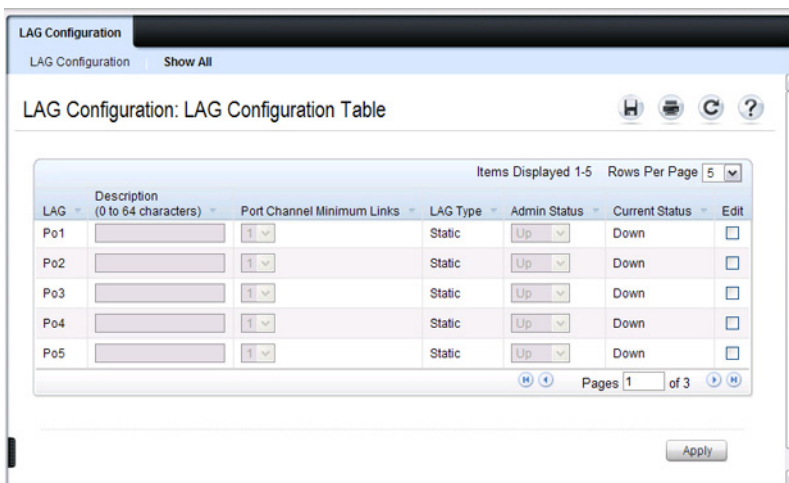 LAG Configuration
LAG Configuration Show All
LAG Configuration: LAG Configuration Table
Items Displayed 1-5 Rows Per Page 5
LAG Description (0 to 64 characters) Port Channel Minimum Links LAG Type Admin Status Current Status Edit
Po1 1 Static Up Down
Po2 1 Static Up Down
Po3 1 Static Up Down
Po4 1 Static Up Down
Po5 1 Static Up Down
Pages 1 of 3
Apply